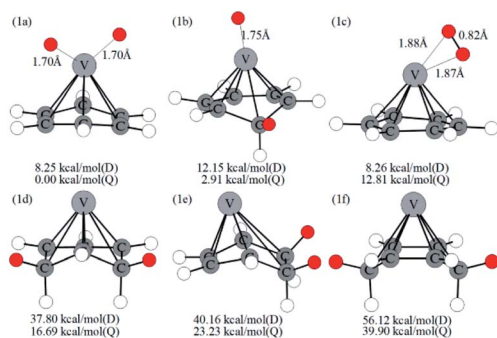 (1a)
1.70Å
1.70Å
V
C
C
C
C
C
8.25 kcal/mol(D)
0.00 kcal/mol(Q)
(1b)
1.75Å
V
C
C
C
C
C
12.15 kcal/mol(D)
2.91 kcal/mol(Q)
(1c)
1.88Å
0.82Å
1.87Å
V
C
C
C
C
C
C
8.26 kcal/mol(D)
12.81 kcal/mol(Q)
(1d)
V
C
C
C
C
C
37.80 kcal/mol(D)
16.69 kcal/mol(Q)
(1e)
V
C
C
C
C
C
40.16 kcal/mol(D)
23.23 kcal/mol(Q)
(1f)
V
C
C
C
C
C
C
56.12 kcal/mol(D)
39.90 kcal/mol(Q)